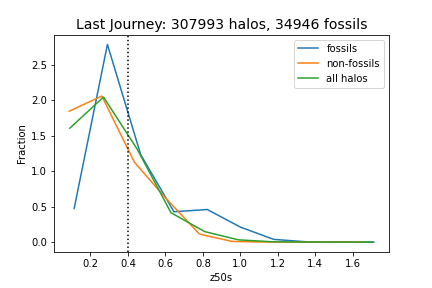 Last Journey: 307993 halos, 34946 fossils
fossils
non-fossils
all halos
Fraction
2.5
2.0
1.5
1.0
0.5
0.0
0.2 0.4 0.6 0.8 1.0 1.2 1.4 1.6
z50s